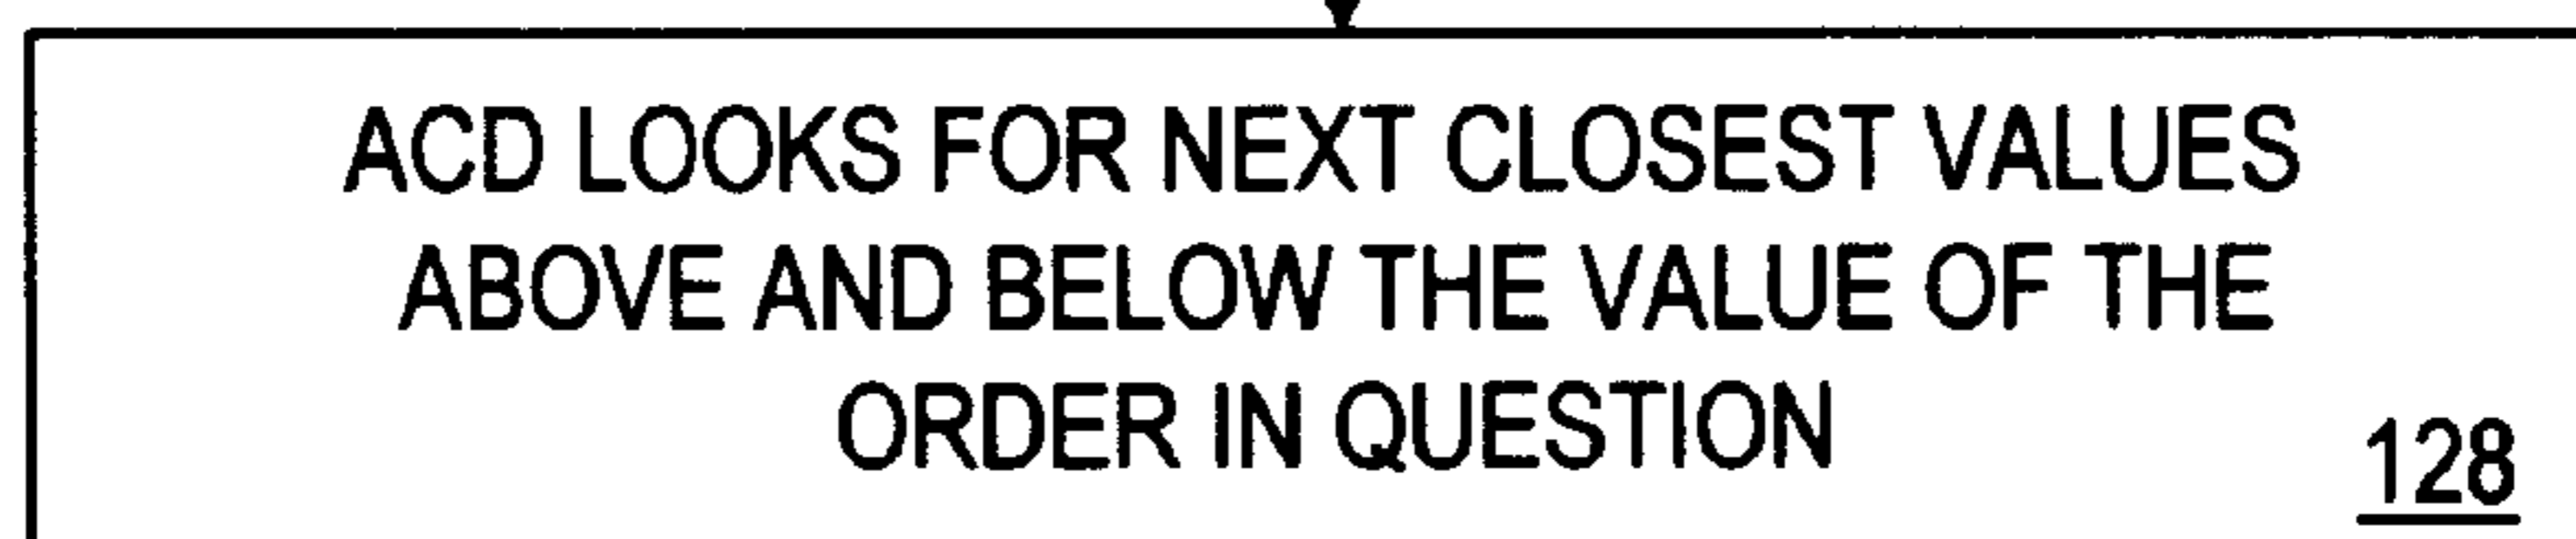 ACD LOOKS FOR NEXT CLOSEST VALUES
ABOVE AND BELOW THE VALUE OF THE
ORDER IN QUESTION
128